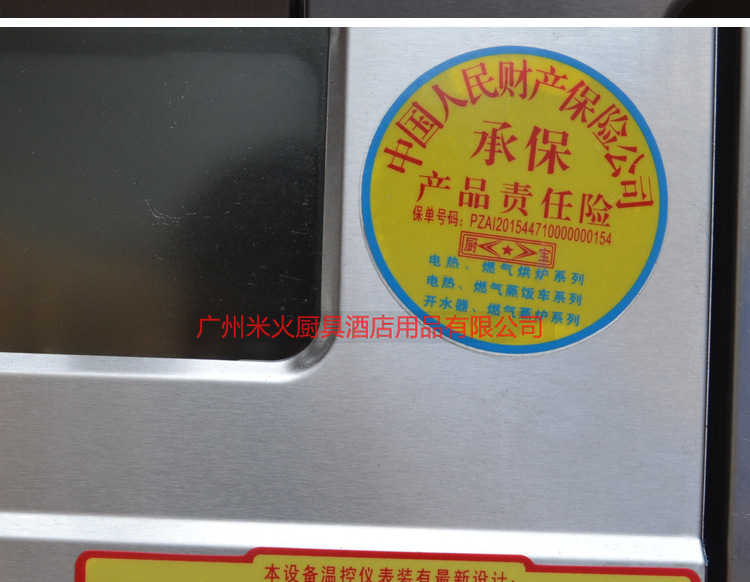 中国人民财产保险公司
承保
产品责任险
保单号码：PZAI201544710000000154
厨 宝
电热、燃气烘炉系列
电热、燃气蒸饭车系列
开水器、燃气蒸炉系列
广州米火厨具酒店用品有限公司
本设备温控仪表装有最新设计